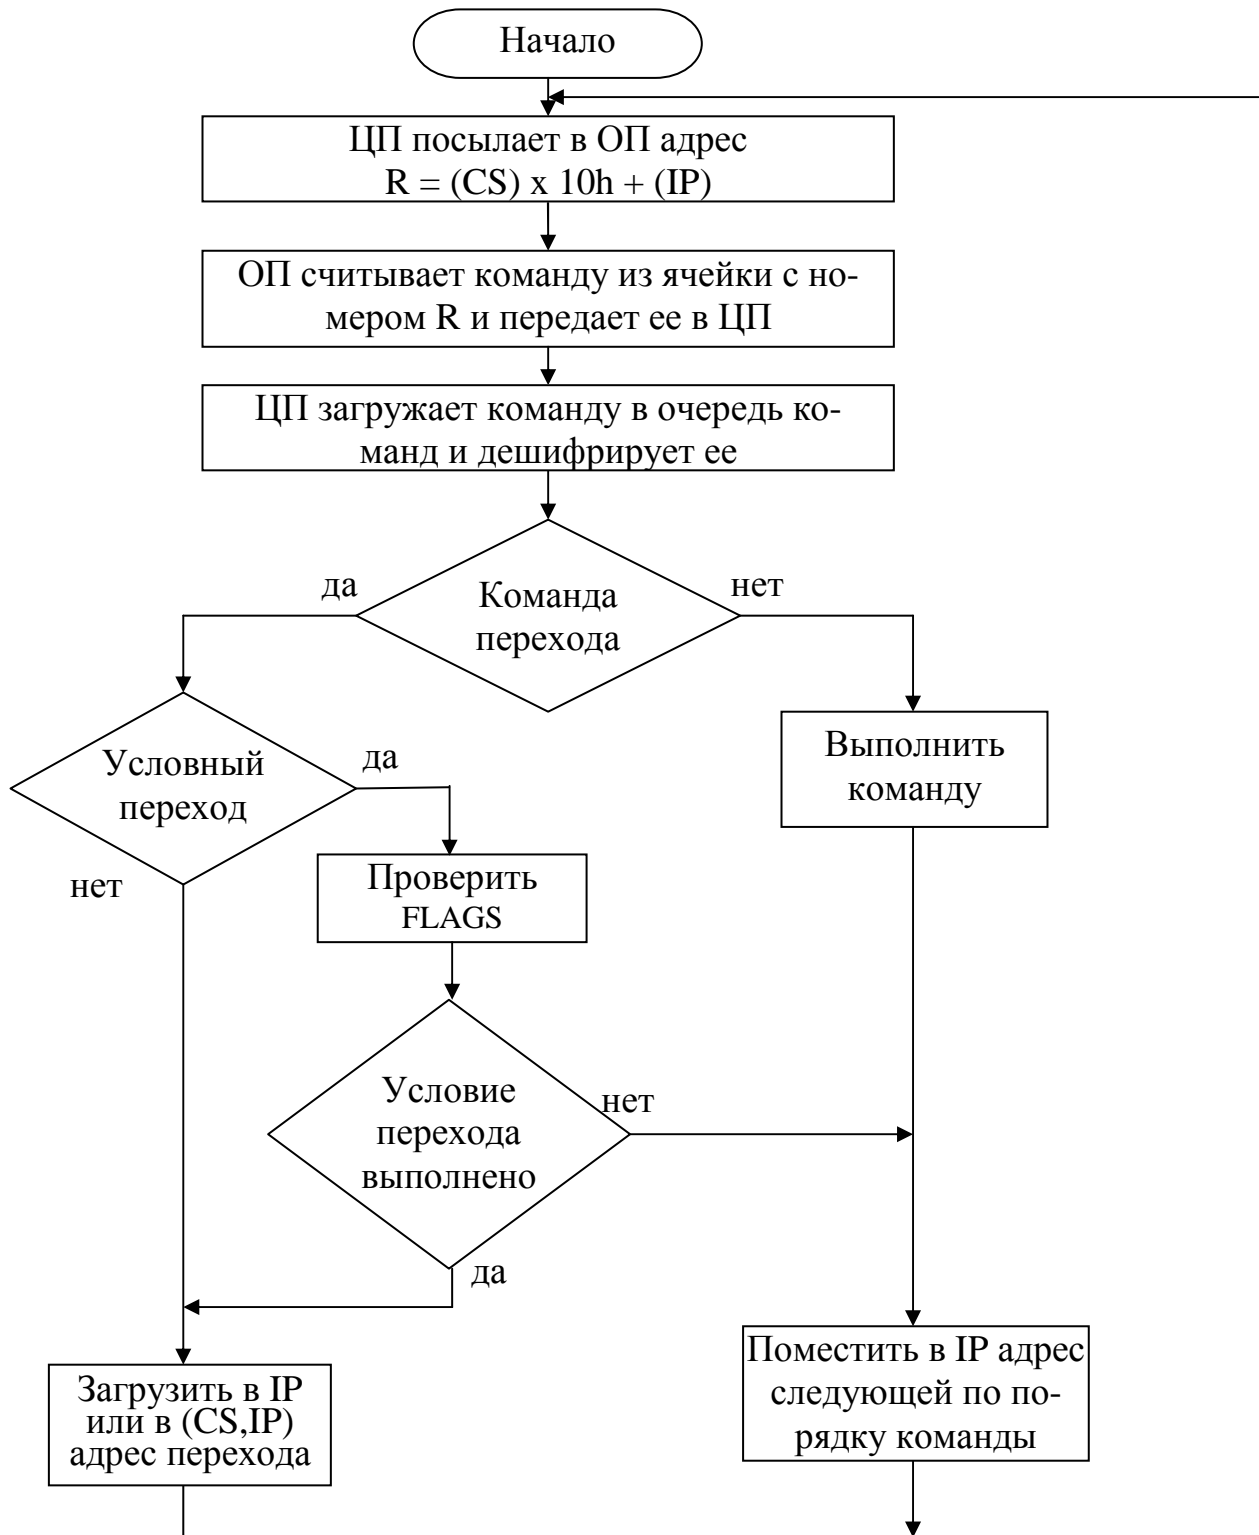 Начало
ЦП посылает в ОП адрес
R = (CS) x 10h + (IP)
ОП считывает команду из ячейки с но-
мером R и передает ее в ЦП
ЦП загружает команду в очередь ко-
манд и дешифрирует ее
да
нет
Команда
перехода
Условный
переход
да
нет
Выполнить
команду
Проверить
FLAGS
Условие
перехода
выполнено
нет
да
Загрузить в IP
или в (CS,IP)
адрес перехода
Поместить в IP адрес
следующей по по-
рядку команды